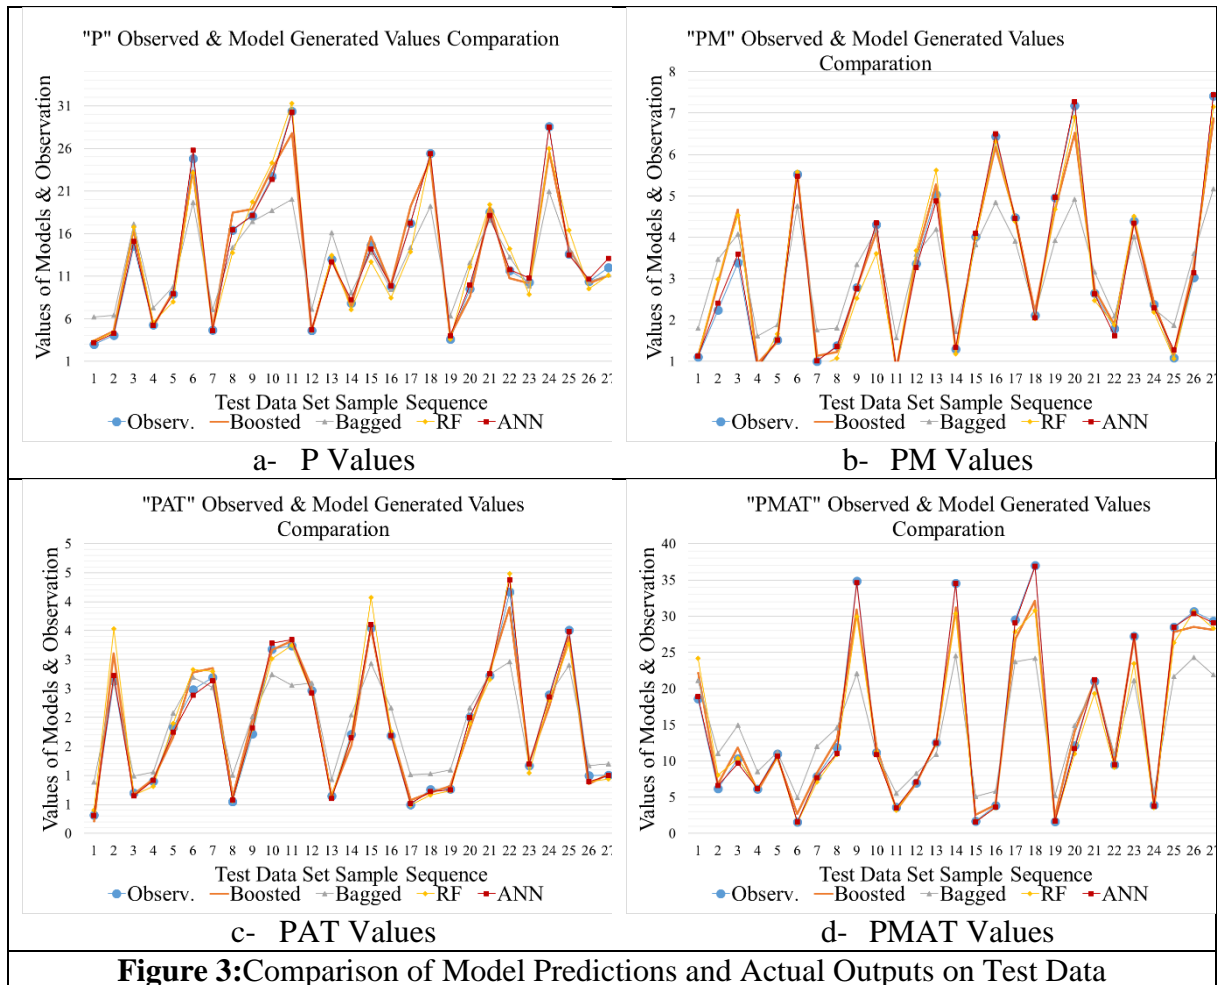 "P" Observed & Model Generated Values Comparation
Values of Models & Observation
31
26
21
16
11
6
1
1 2 3 4 5 6 7 8 9 10 11 12 13 14 15 16 17 18 19 20 21 22 23 24 25 26 27
Test Data Set Sample Sequence
Observ. Boosted Bagged RF ANN
a- P Values
"PM" Observed & Model Generated Values
Comparation
Values of Models & Observation
8
7
6
5
4
3
2
1
1 2 3 4 5 6 7 8 9 10 11 12 13 14 15 16 17 18 19 20 21 22 23 24 25 26 27
Test Data Set Sample Sequence
Observ. Boosted Bagged RF ANN
b- PM Values
"PAT" Observed & Model Generated Values
Comparation
Values of Models & Observation
5
5
4
4
3
3
2
2
1
1
0
1 2 3 4 5 6 7 8 9 10 11 12 13 14 15 16 17 18 19 20 21 22 23 24 25 26 27
Test Data Set Sample Sequence
Observ. Boosted Bagged RF ANN
c- PAT Values
"PMAT" Observed & Model Generated Values
Comparation
Values of Models & Observation
40
35
30
25
20
15
10
5
0
1 2 3 4 5 6 7 8 9 10 11 12 13 14 15 16 17 18 19 20 21 22 23 24 25 26 27
Test Data Set Sample Sequence
Observ. Boosted Bagged RF ANN
d- PMAT Values
Figure 3:Comparison of Model Predictions and Actual Outputs on Test Data